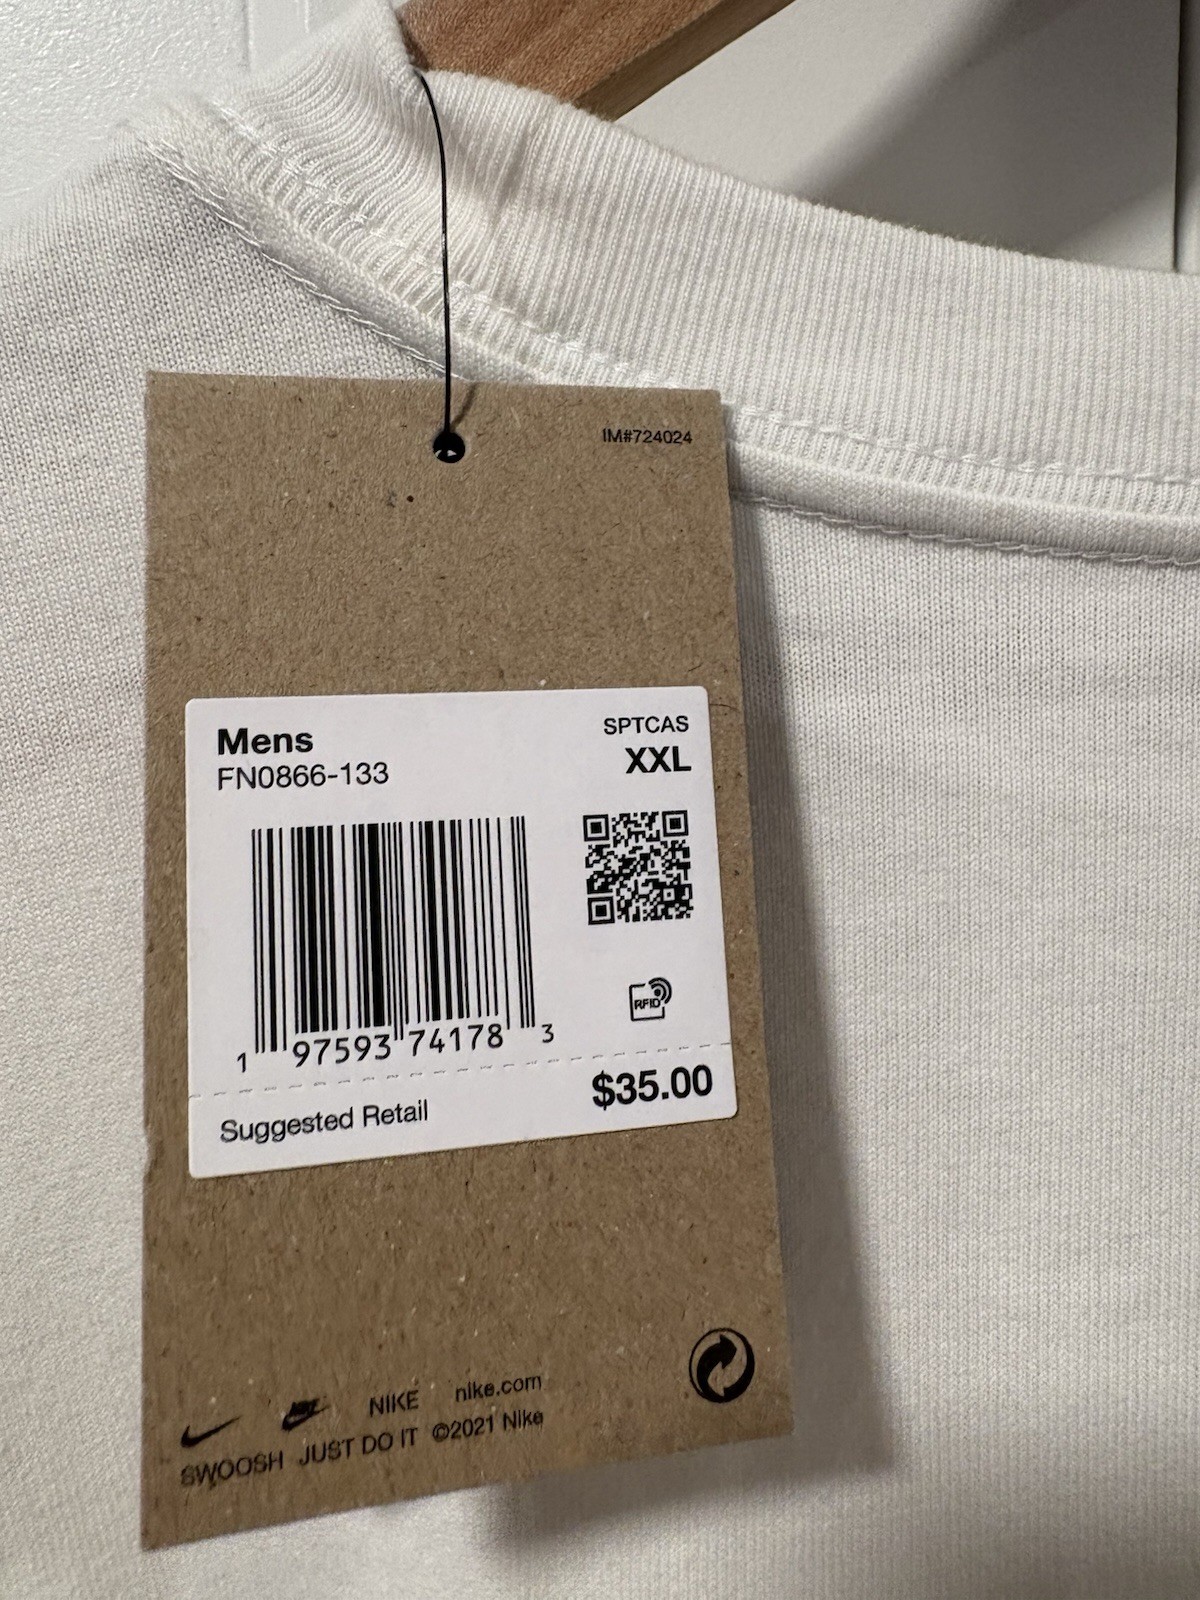 IM#724024
Mens
SPTCAS
FN0866-133
XXL
RFID
1 97593 74178 3
Suggested Retail
$35.00
NIKE nike.com
SWOOSH JUST DO IT ©2021 Nike